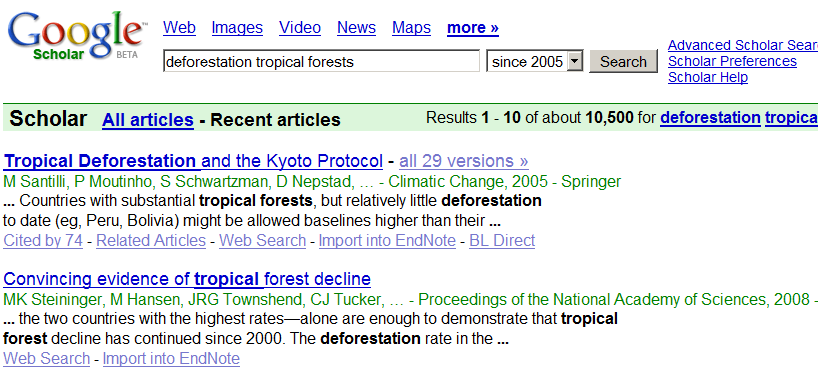 Google™
Scholar BETA
Web Images Video News Maps more »
deforestation tropical forests since 2005 Search
Advanced Scholar Sear
Scholar Preferences
Scholar Help
Scholar All articles - Recent articles Results 1 - 10 of about 10,500 for deforestation tropica
Tropical Deforestation and the Kyoto Protocol - all 29 versions »
M Santilli, P Moutinho, S Schwartzman, D Nepstad, ... - Climatic Change, 2005 - Springer
... Countries with substantial tropical forests, but relatively little deforestation
to date (eg, Peru, Bolivia) might be allowed baselines higher than their ...
Cited by 74 - Related Articles - Web Search - Import into EndNote - BL Direct
Convincing evidence of tropical forest decline
MK Steininger, M Hansen, JRG Townshend, CJ Tucker, ... - Proceedings of the National Academy of Sciences, 2008 -
... the two countries with the highest rates—alone are enough to demonstrate that tropical
forest decline has continued since 2000. The deforestation rate in the ...
Web Search - Import into EndNote